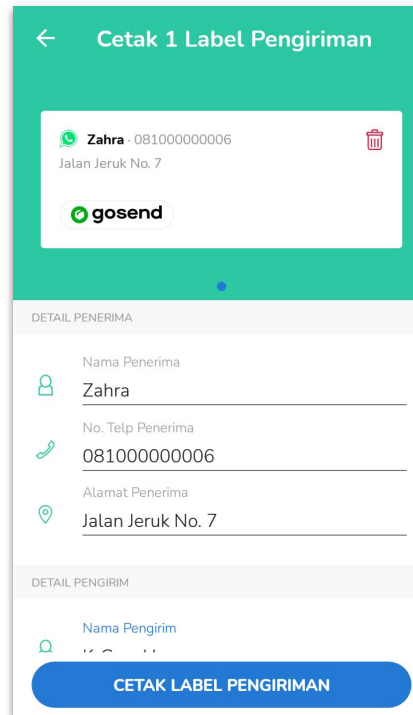 Cetak 1 Label Pengiriman
Zahra · 081000000006
Jalan Jeruk No. 7
gosend
DETAIL PENERIMA
Nama Penerima
Zahra
No. Telp Penerima
081000000006
Alamat Penerima
Jalan Jeruk No. 7
DETAIL PENGIRIM
Nama Pengirim
CETAK LABEL PENGIRIMAN